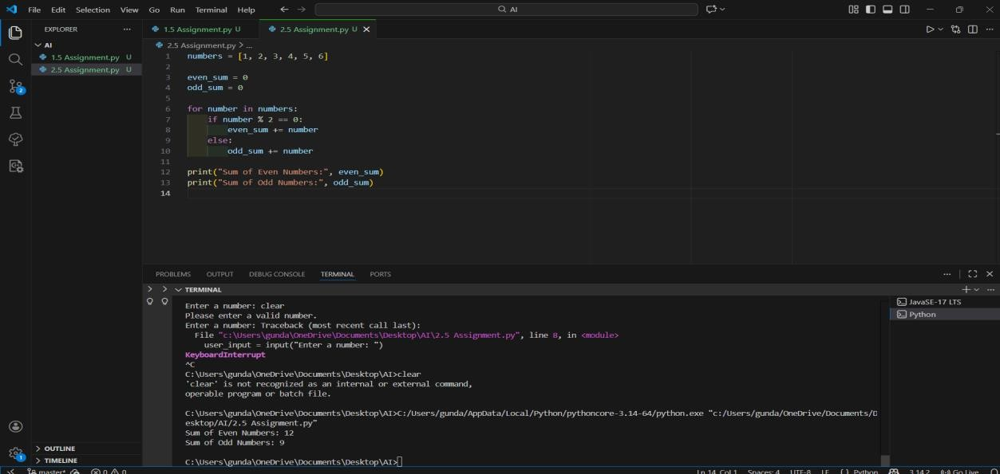 File Edit Selection View Go Run Terminal Help
AI
EXPLORER
AI
1.5 Assignment.py U
2.5 Assignment.py U
1.5 Assignment.py U
2.5 Assignment.py U
2.5 Assignment.py > ...
1 numbers = [1, 2, 3, 4, 5, 6]
2
3 even_sum = 0
4 odd_sum = 0
5
6 for number in numbers:
7 if number % 2 == 0:
8 even_sum += number
9 else:
10 odd_sum += number
11
12 print("Sum of Even Numbers:", even_sum)
13 print("Sum of Odd Numbers:", odd_sum)
14
PROBLEMS OUTPUT DEBUG CONSOLE TERMINAL PORTS
TERMINAL
Enter a number: clear
Please enter a valid number.
Enter a number: Traceback (most recent call last):
File "c:\Users\gunda\OneDrive\Documents\Desktop\AI\2.5 Assignment.py", line 8, in <module>
user_input = input("Enter a number: ")
KeyboardInterrupt
^C
C:\Users\gunda\OneDrive\Documents\Desktop\AI>clear
'clear' is not recognized as an internal or external command,
operable program or batch file.
C:\Users\gunda\OneDrive\Documents\Desktop\AI>C:/Users/gunda/AppData/Local/Python/pythoncore-3.14-64/python.exe "c:/Users/gunda/OneDrive/Documents/D
esktop/AI/2.5 Assignment.py"
Sum of Even Numbers: 12
Sum of Odd Numbers: 9
C:\Users\gunda\OneDrive\Documents\Desktop\AI>
JavaSE-17 LTS
Python
2
1
OUTLINE
TIMELINE
master* 0 0 Ln 14, Col 1 Spaces: 4 UTF-8 LF { } Python 3.14.2 Go Live